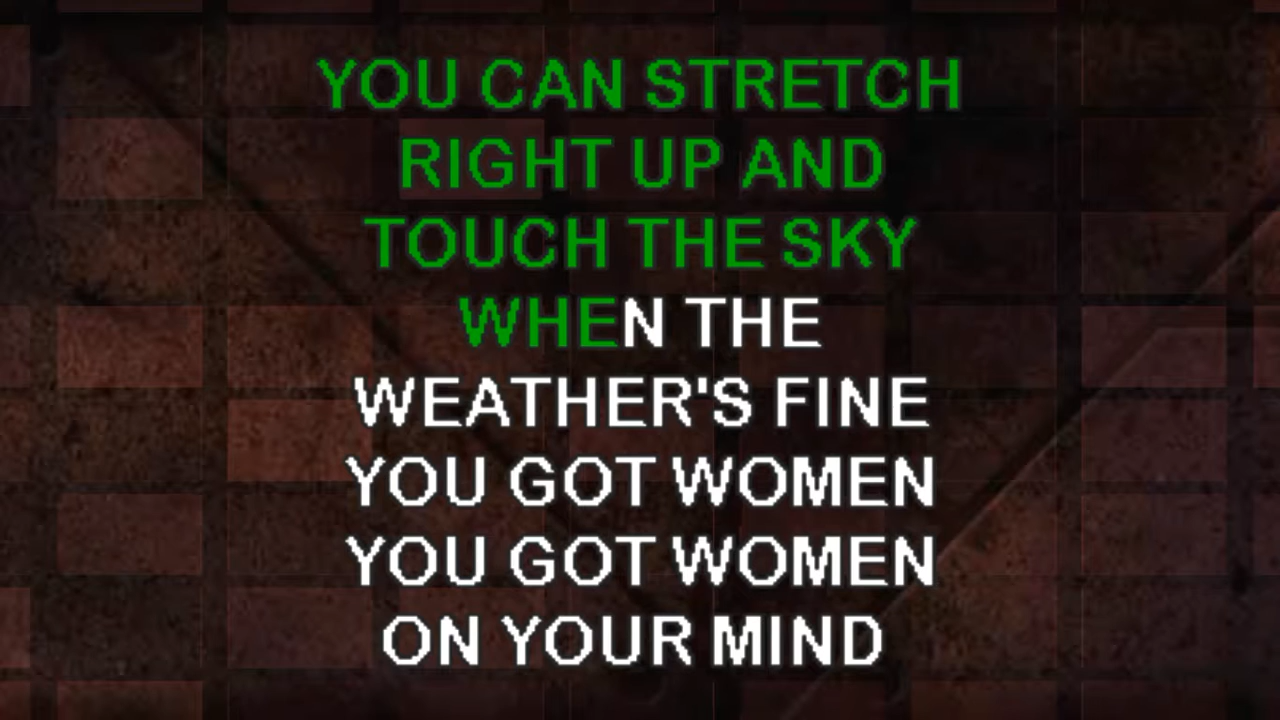 YOU CAN STRETCH
RIGHT UP AND
TOUCH THE SKY
WHEN THE
WEATHER'S FINE
YOU GOT WOMEN
YOU GOT WOMEN
ON YOUR MIND